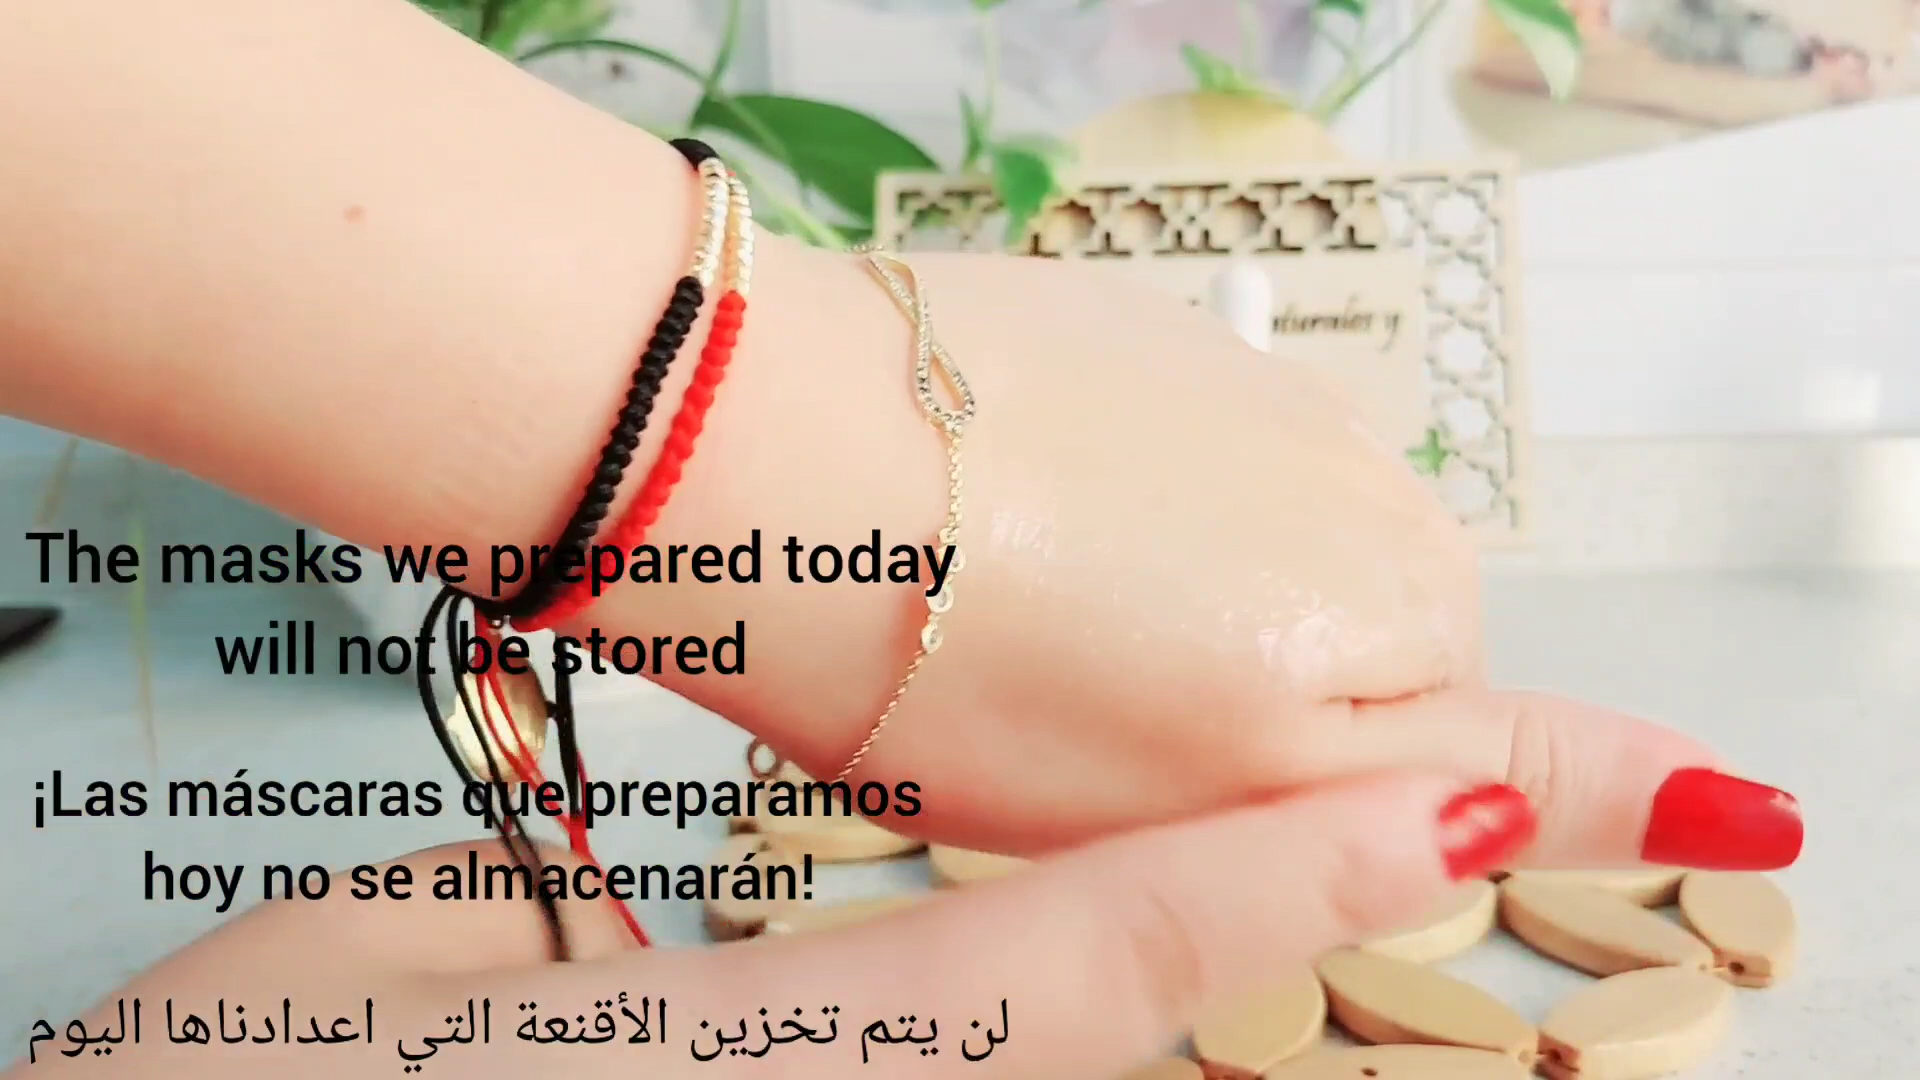 naturales y
The masks we prepared today
will not be stored
¡Las máscaras que preparamos
hoy no se almacenarán!
لن يتم تخزين الأقنعة التي اعدادناها اليوم